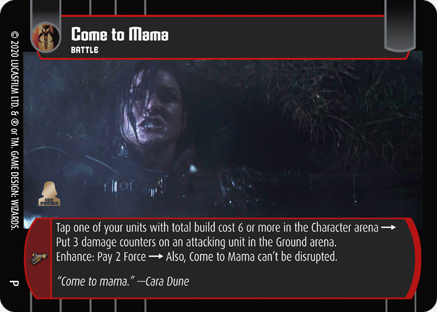 Come to Mama
BATTLE
© 2020 LUCASFILM LTD. & ® OR TM. GAME DESIGN: WIZARDS.
Tap one of your units with total build cost 6 or more in the Character arena →
Put 3 damage counters on an attacking unit in the Ground arena.
Enhance: Pay 2 Force → Also, Come to Mama can't be disrupted.
"Come to mama." —Cara Dune
P